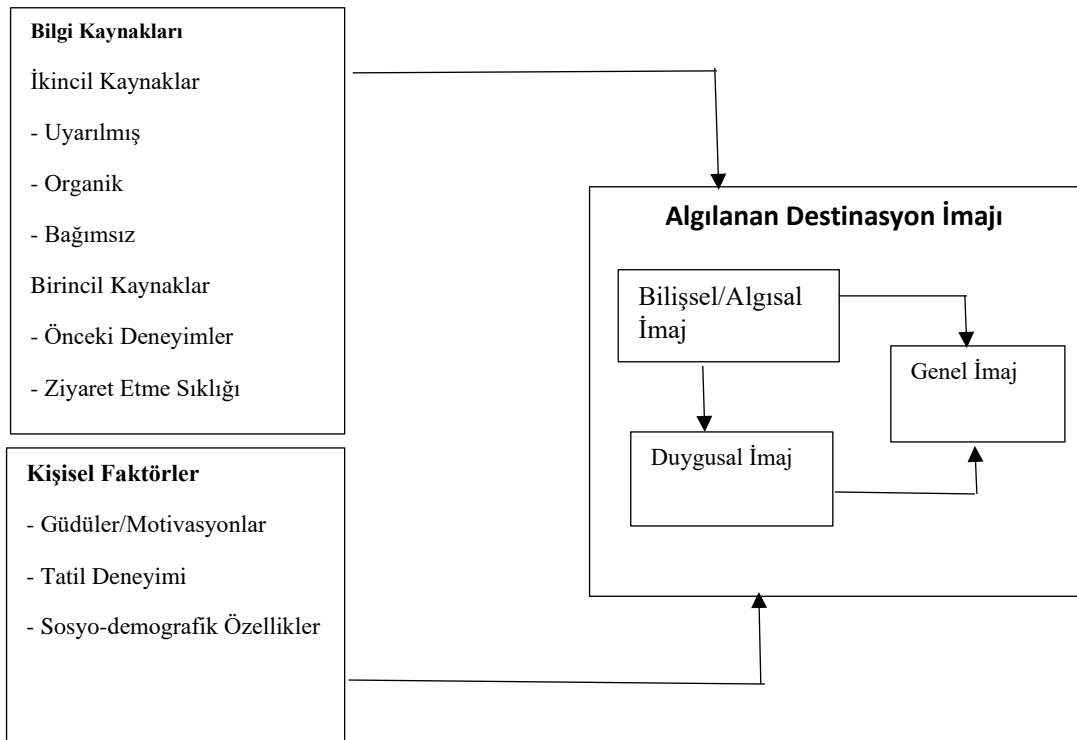 Bilgi Kaynakları
İkincil Kaynaklar
- Uyarılmış
- Organik
- Bağımsız
Birincil Kaynaklar
- Önceki Deneyimler
- Ziyaret Etme Sıklığı
Kişisel Faktörler
- Güdüler/Motivasyonlar
- Tatil Deneyimi
- Sosyo-demografik Özellikler
Algılanan Destinasyon İmajı
Bilişsel/Algısal
İmaj
Duygusal İmaj
Genel İmaj